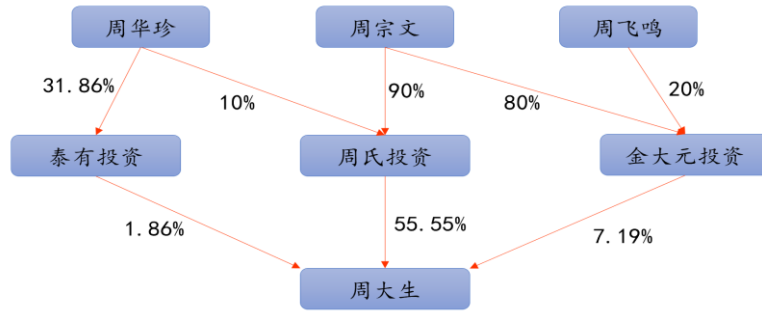 周华珍
周宗文
周飞鸣
31.86%
10%
90%
80%
20%
泰有投资
周氏投资
金大元投资
1.86%
55.55%
7.19%
周大生